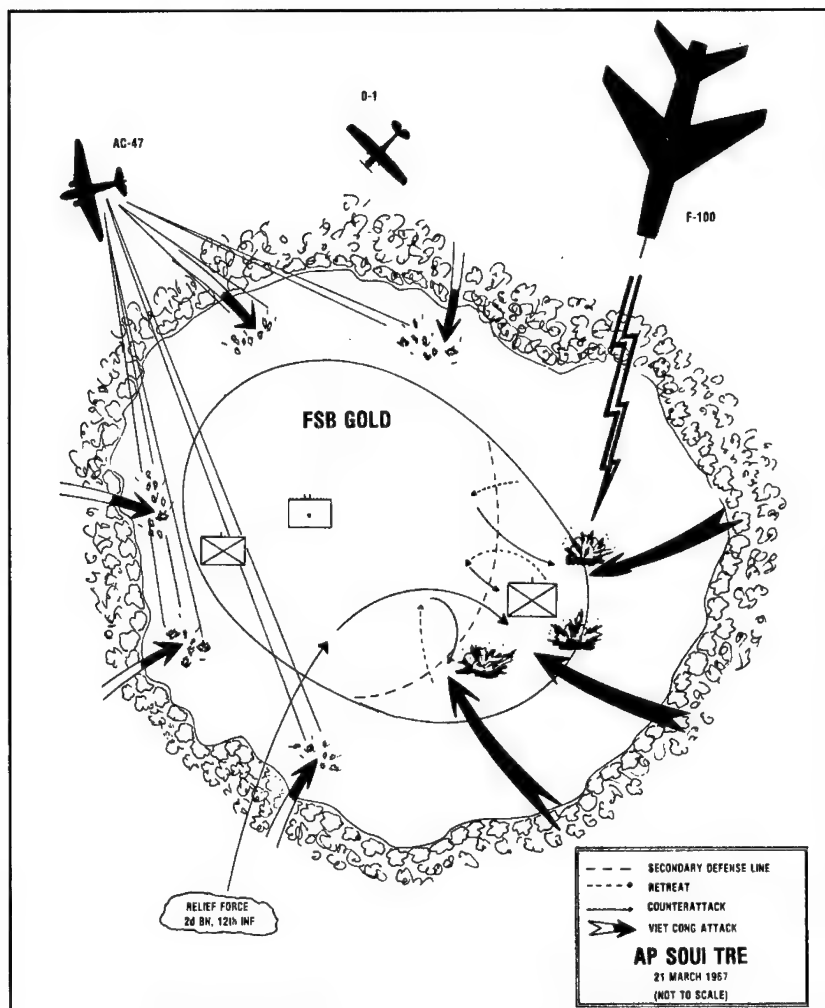 O-1
AC-47
F-100
FSB GOLD
RELIEF FORCE
2d BN, 12th INF
SECONDARY DEFENSE LINE
RETREAT
COUNTERATTACK
VIET CONG ATTACK
AP SOUI TRE
21 MARCH 1967
(NOT TO SCALE)